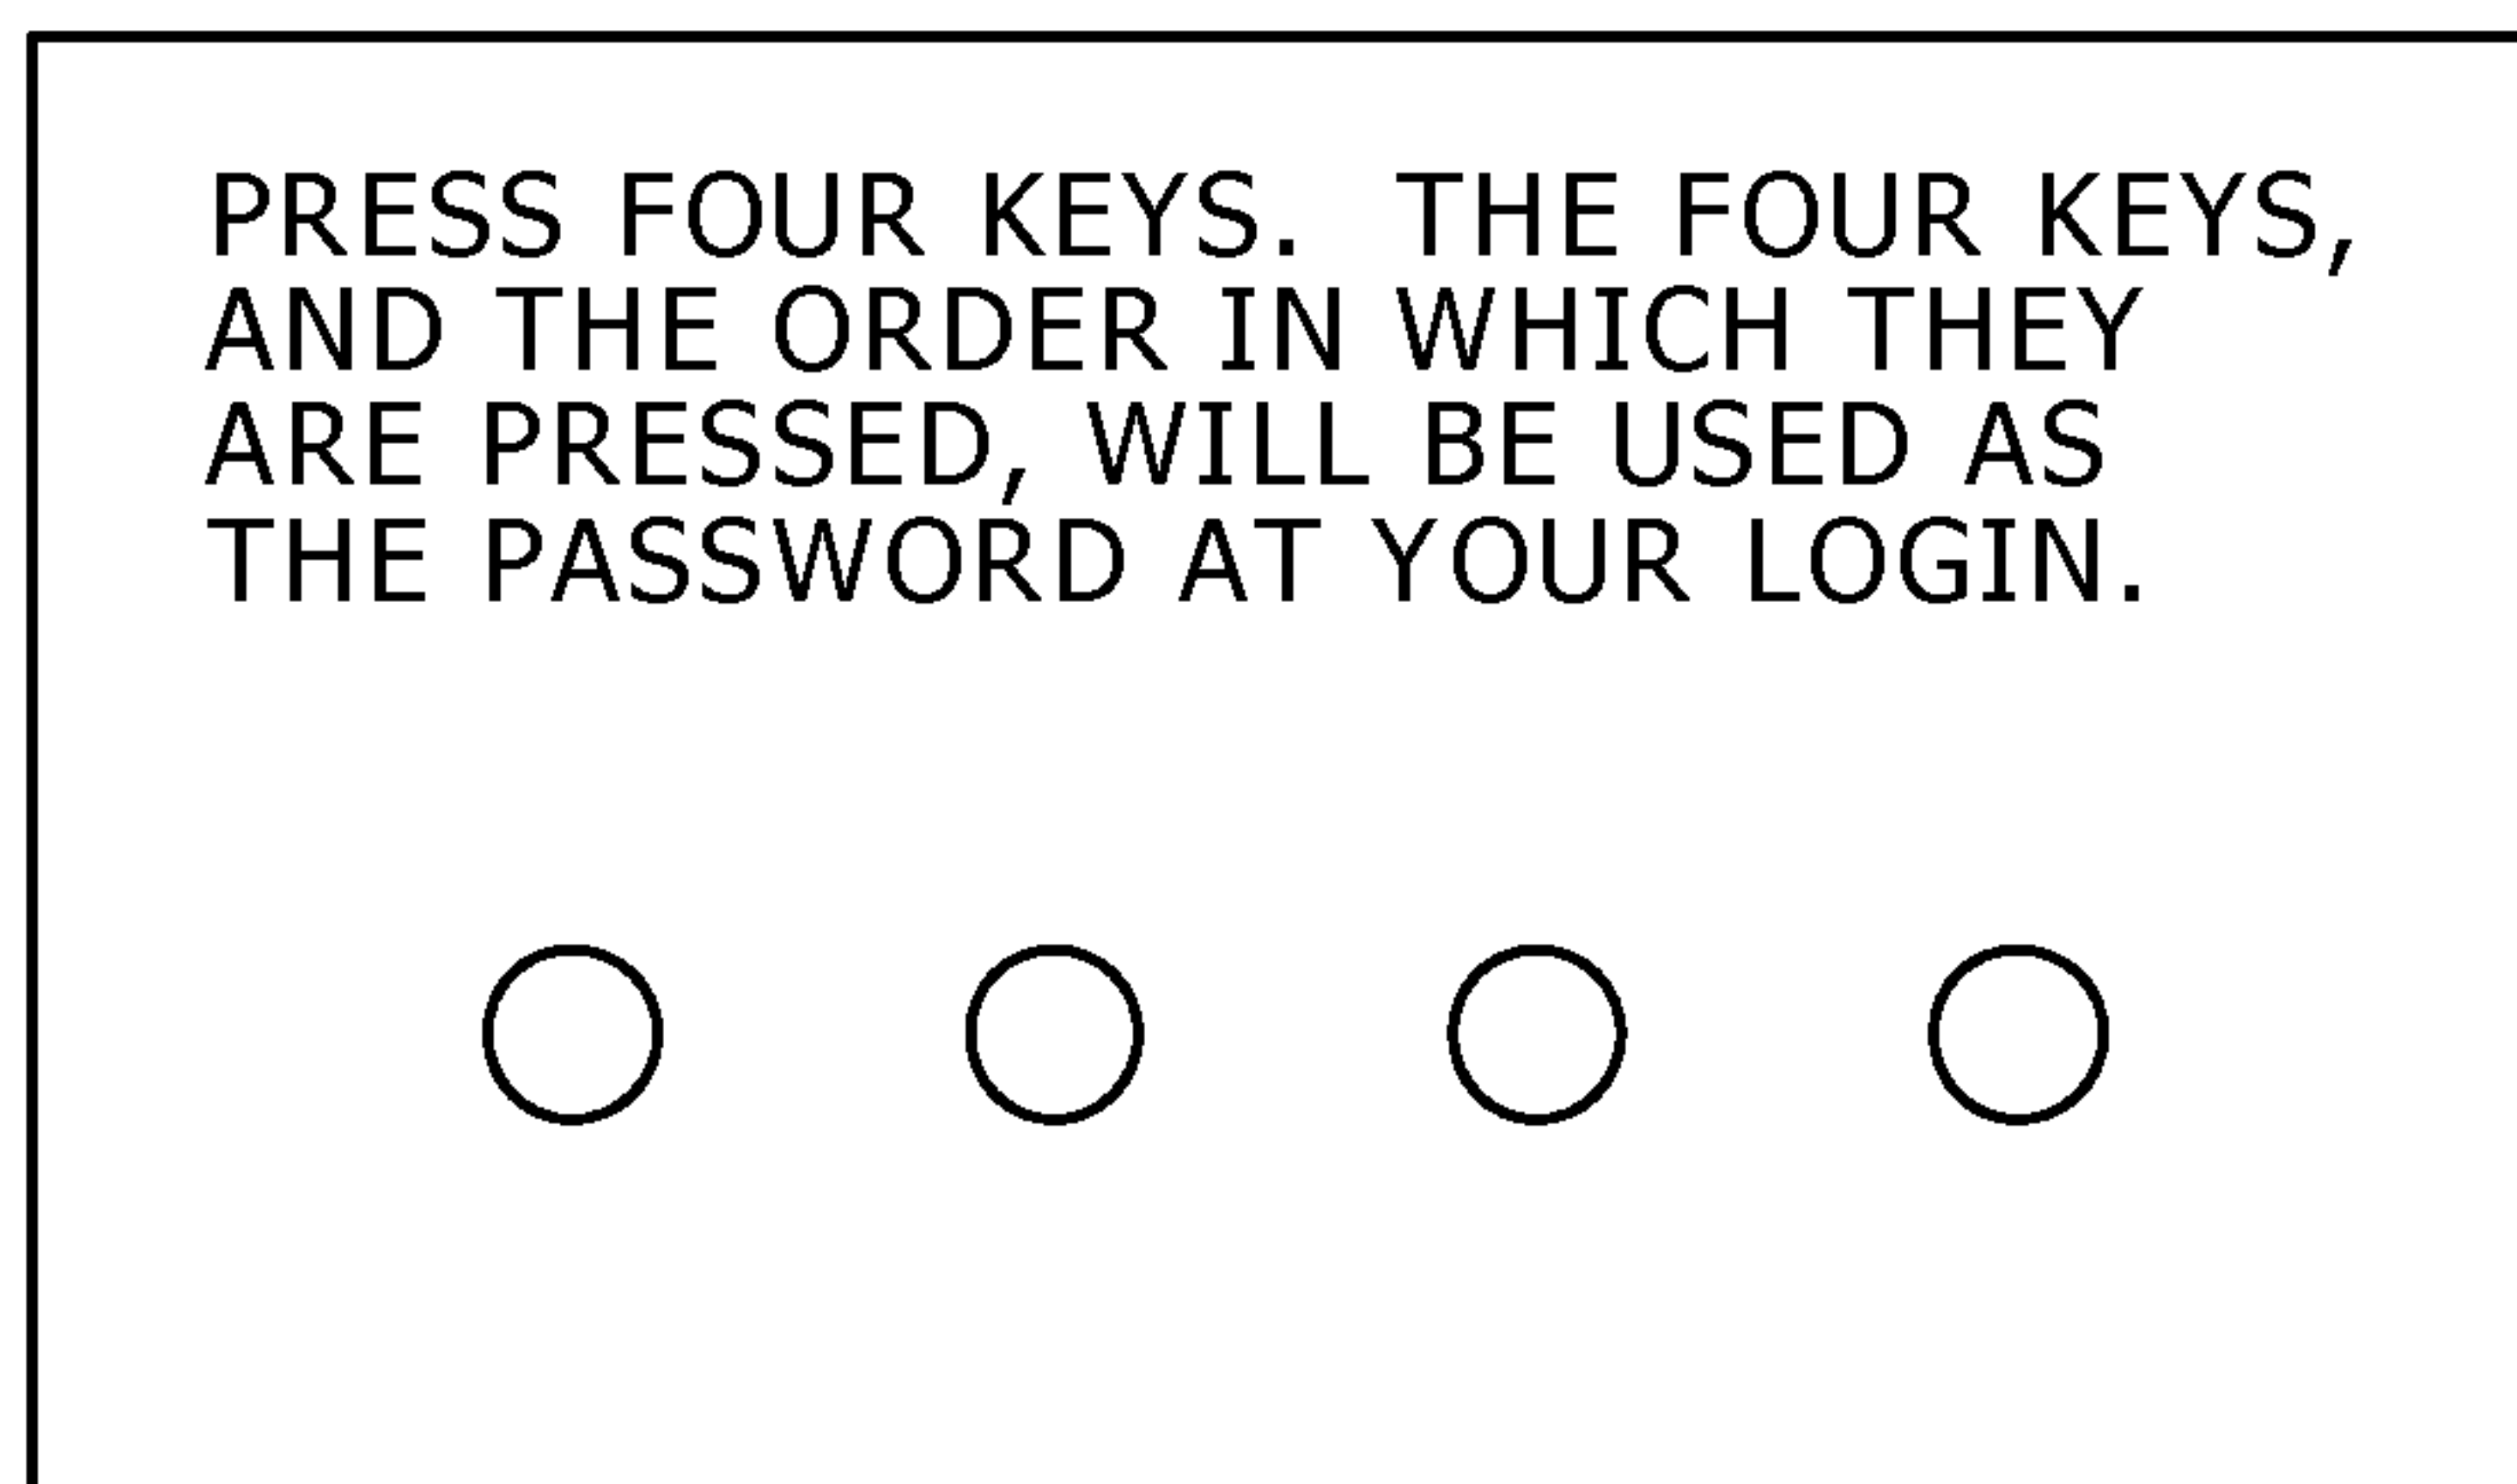 PRESS FOUR KEYS.  THE FOUR KEYS,
AND THE ORDER IN WHICH THEY
ARE PRESSED, WILL BE USED AS
THE PASSWORD AT YOUR LOGIN.